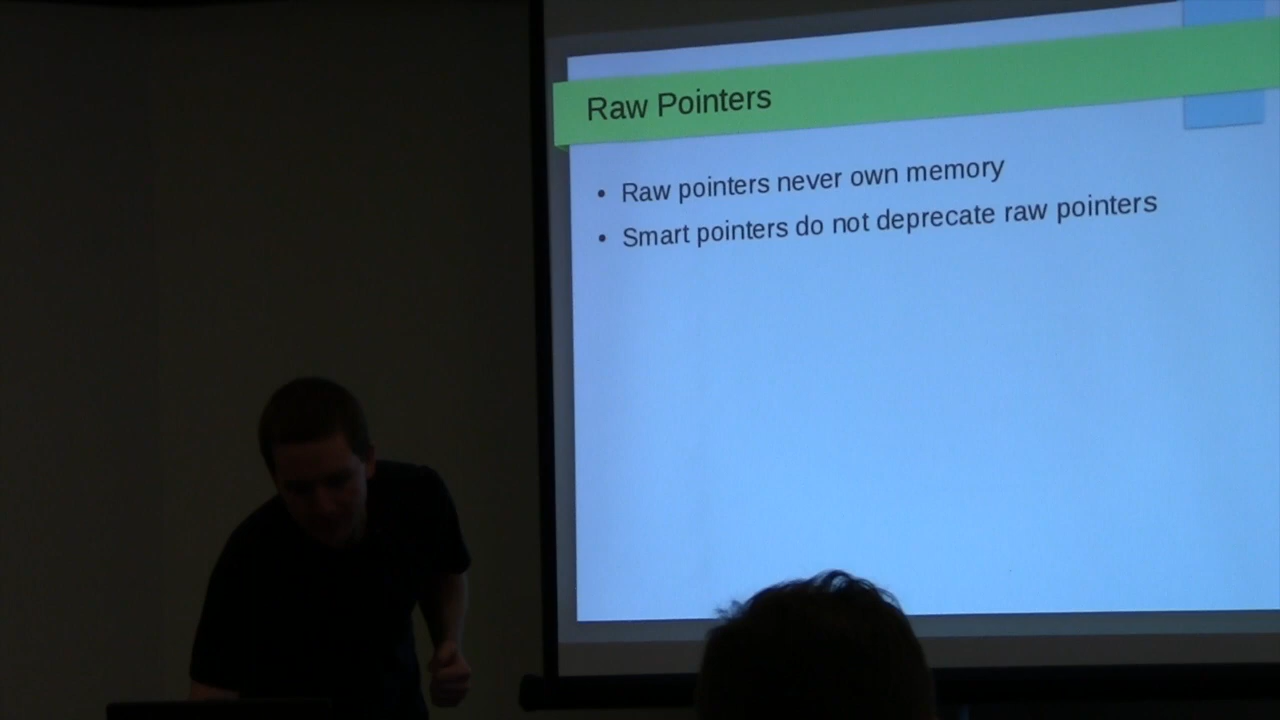 Raw Pointers
• Raw pointers never own memory
• Smart pointers do not deprecate raw pointers